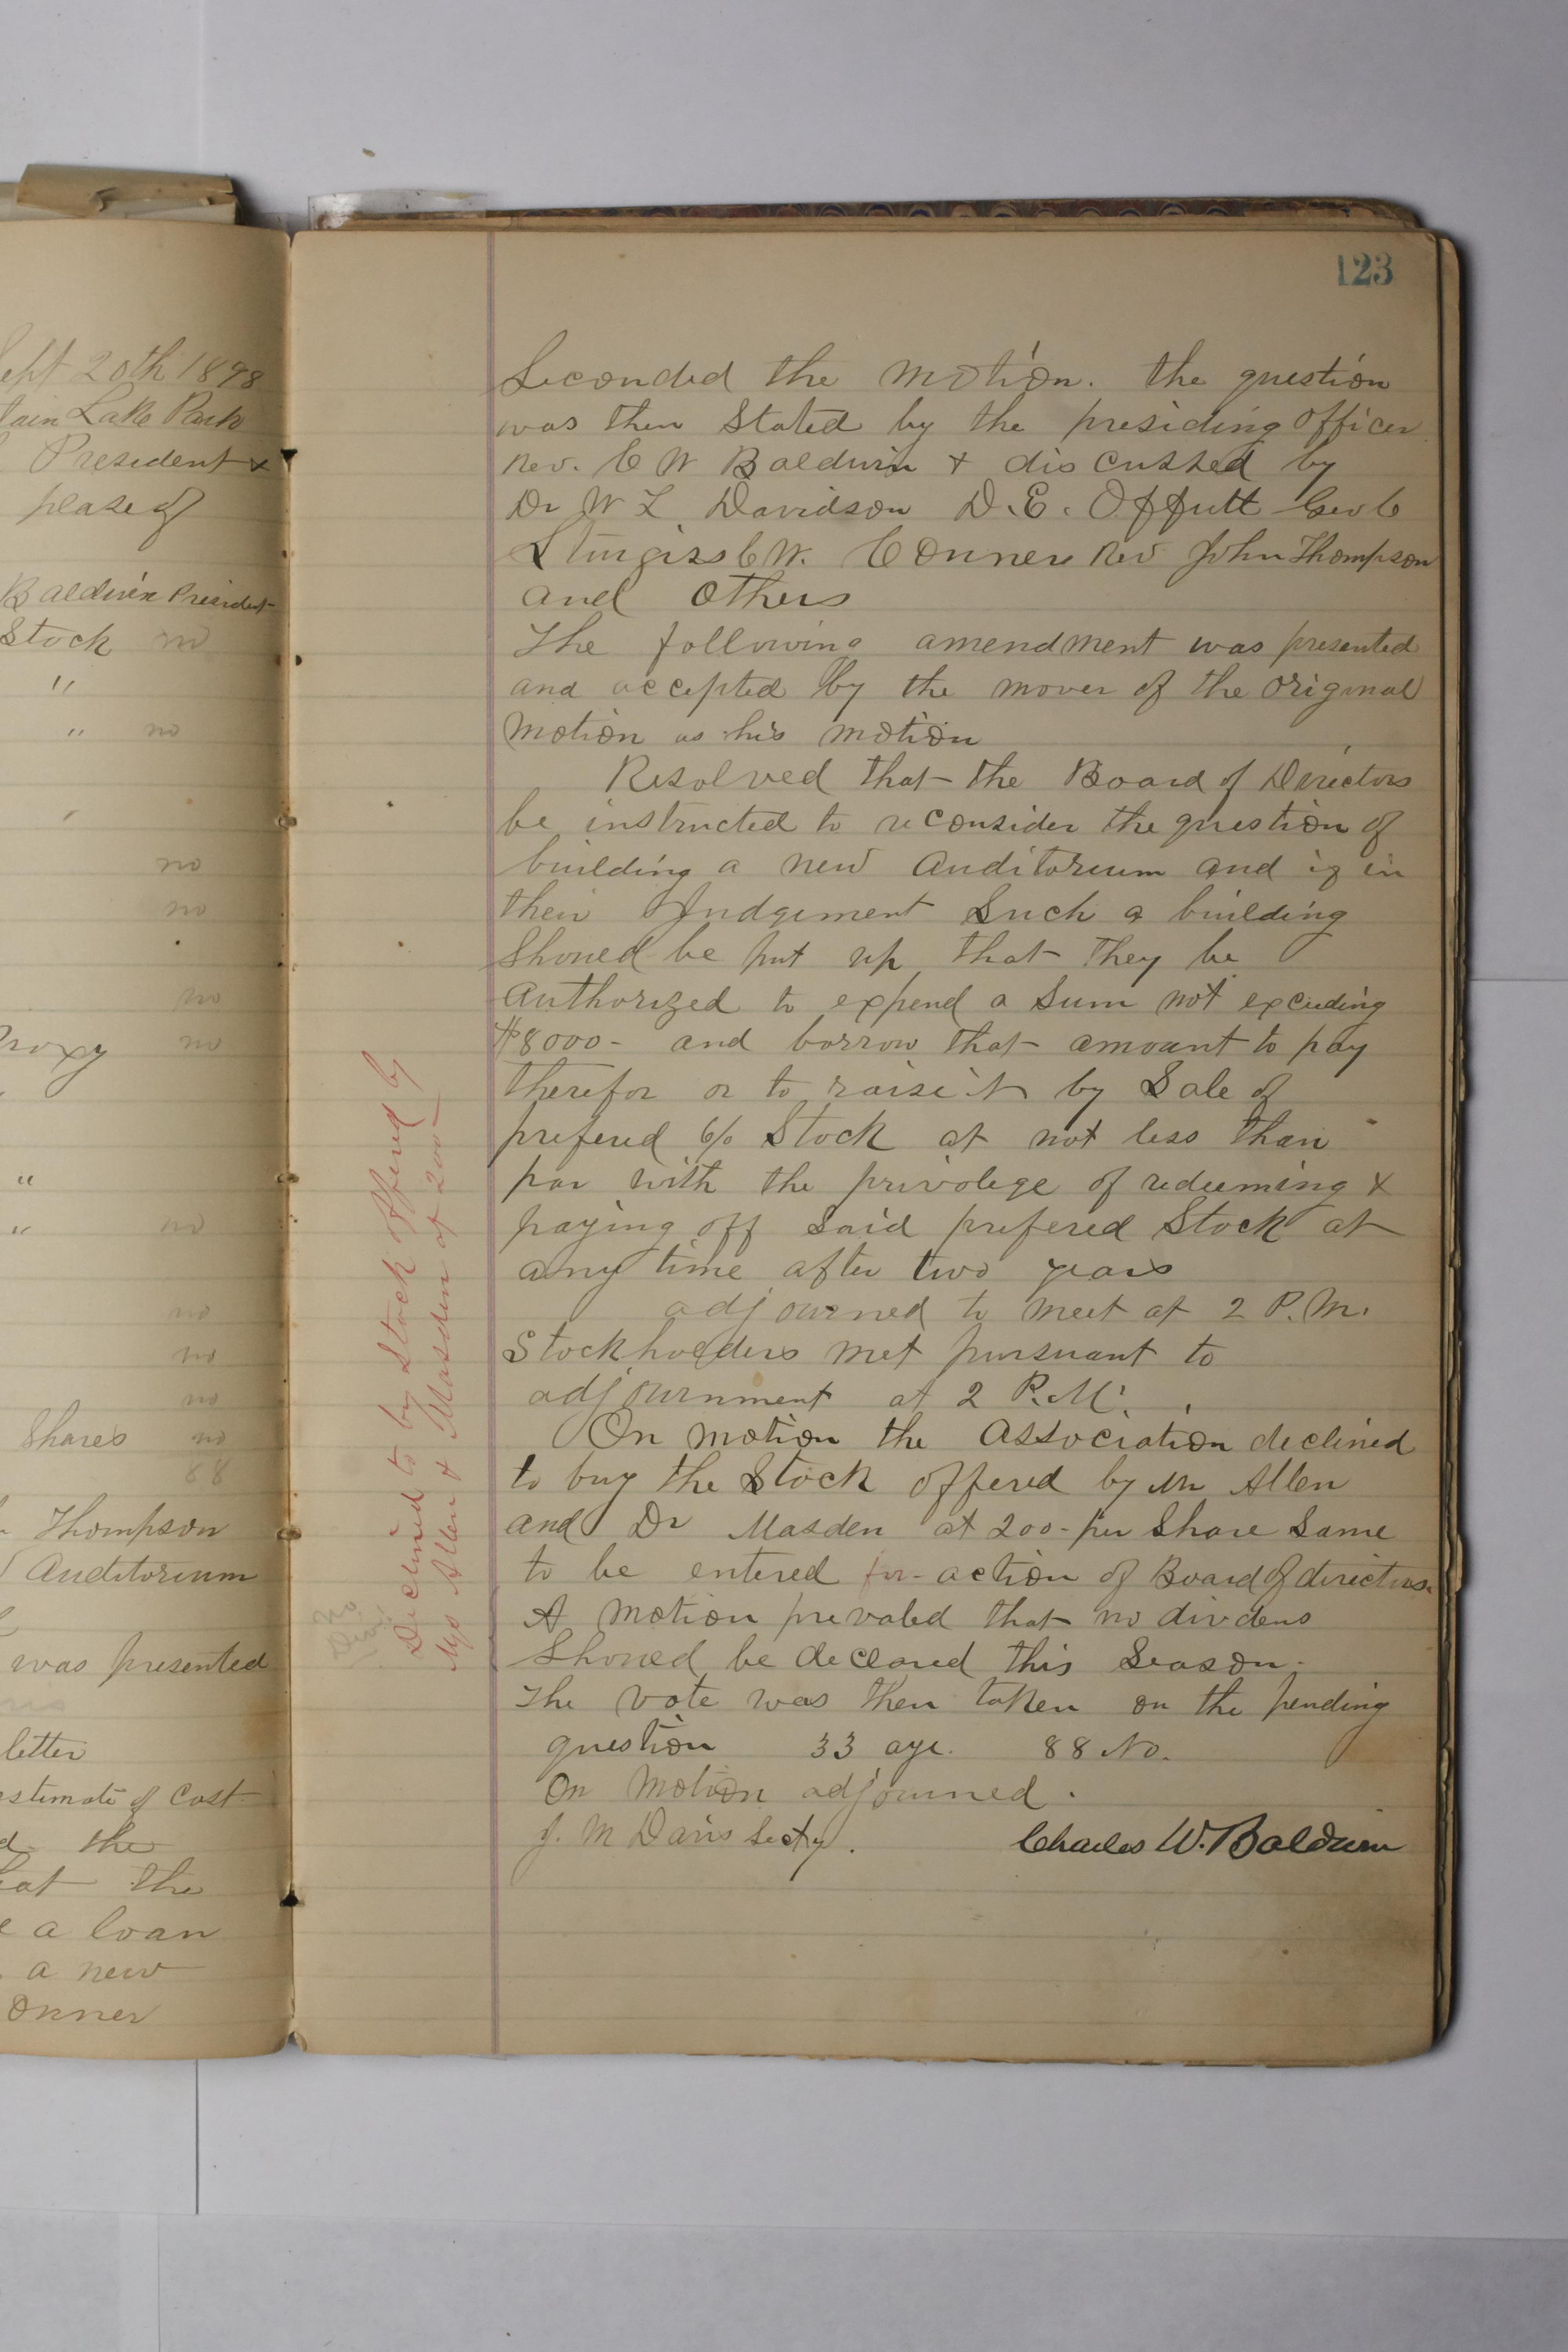 ept 20th 1898
tain Lake Park
President &
place of
Baldwin President
Stock no
"
" no
"
no
no
no
Proxy no
"
" no
no
no
no
Shares no
88
Thompson
Auditorium
was presented
letter
estimate of Cost
the
eat the
e a loan
a new
onner
123
Seconded the motion. the question
was then Stated by the presiding officer
Rev. C W Baldwin & discussed by
Dr W L Davidson D. E. Offutt Geo C
Sturgiss C W. Conner Rev John Thompson
and others
The following amendment was presented
and accepted by the mover of the original
motion as his motion
Resolved that the Board of Directors
be instructed to reconsider the question of
building a new Auditorium and if in
their Judgement Such a building
Should be put up that they be
Authorized to expend a Sum not exceeding
$8000- and borrow that amount to pay
therefor or to raise it by Sale of
prefered 6% Stock at not less than
par with the privolege of redeeming &
paying off Said prefered Stock at
any time after two years
adjourned to meet at 2 P.M.
Stockholders met pursuant to
adjournment at 2 P.M.
On motion the Association declined
to buy the Stock offered by Mr Allen
and Dr Masden at 200- per Share Same
to be entered for action of Board of directors.
A motion prevaled that no divdens
Should be declared this Season.
The vote was then taken on the pending
question 33 aye. 88 No.
On Motion adjourned.
J. M Davis Secty.
Charles W. Baldwin
Declined to by Stock offered by
Allen & Masden at 200-
No
Div.